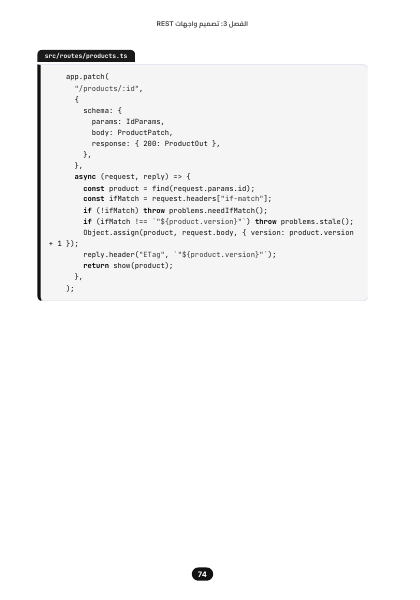 الفصل 3: تصميم واجهات REST
src/routes/products.ts
app.patch(
"/products/:id",
{
schema: {
params: IdParams,
body: ProductPatch,
response: { 200: ProductOut },
},
},
async (request, reply) => {
const product = find(request.params.id);
const ifMatch = request.headers["if-match"];
if (!ifMatch) throw problems.needIfMatch();
if (ifMatch !== `"${product.version}"`) throw problems.stale();
Object.assign(product, request.body, { version: product.version
+ 1 });
reply.header("ETag", `"${product.version}"`);
return show(product);
},
);
74